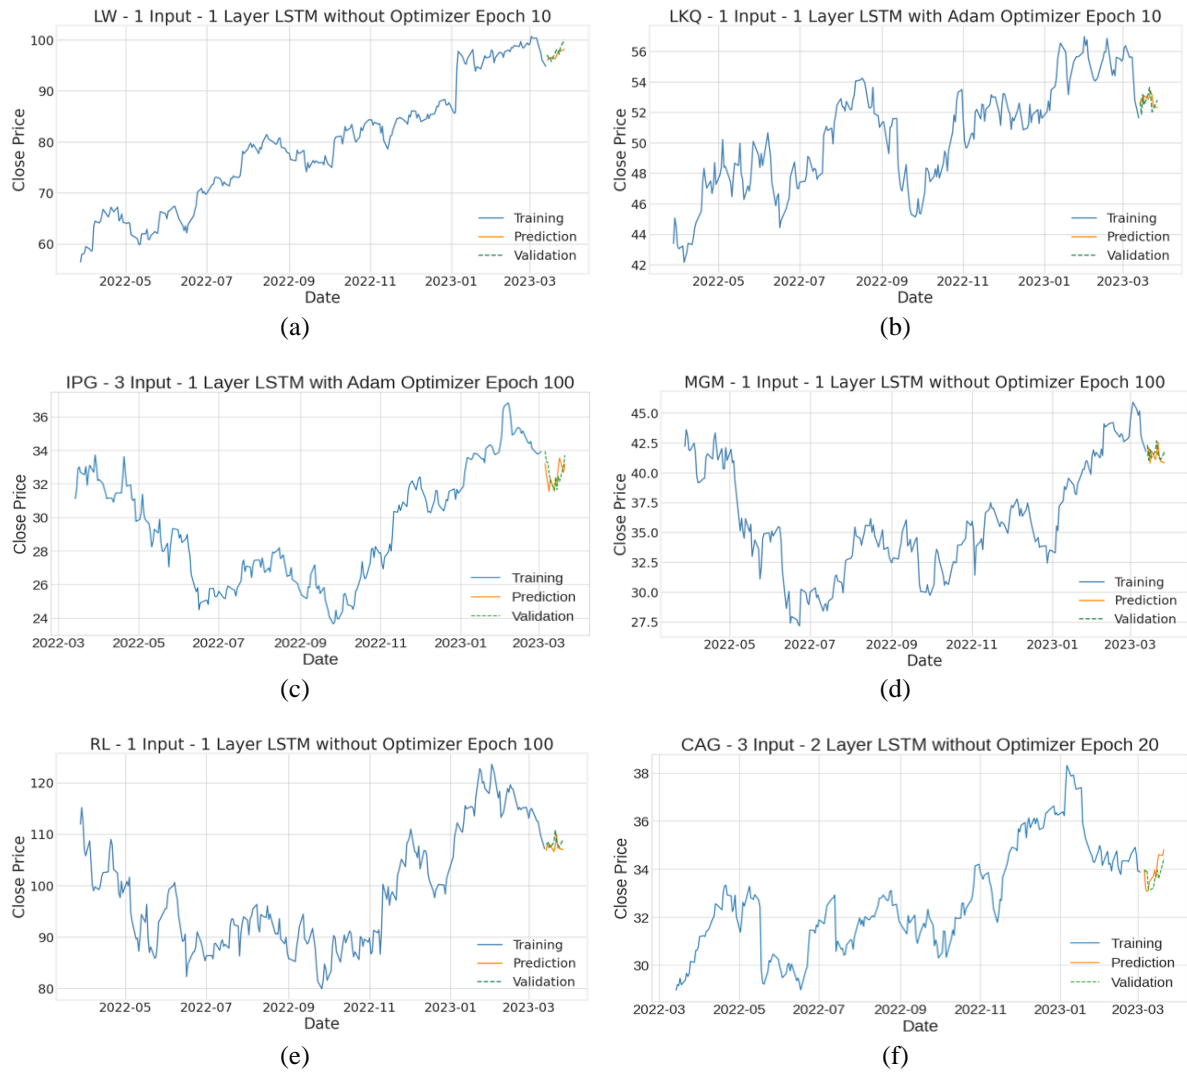 LW - 1 Input - 1 Layer LSTM without Optimizer Epoch 10
100
90
80
70
60
Close Price
Training
Prediction
Validation
2022-05 2022-07 2022-09 2022-11 2023-01 2023-03
Date
(a)
LKQ - 1 Input - 1 Layer LSTM with Adam Optimizer Epoch 10
56
54
52
50
48
46
44
42
Close Price
Training
Prediction
Validation
2022-05 2022-07 2022-09 2022-11 2023-01 2023-03
Date
(b)
IPG - 3 Input - 1 Layer LSTM with Adam Optimizer Epoch 100
36
34
32
30
28
26
24
Close Price
Training
Prediction
Validation
2022-03 2022-05 2022-07 2022-09 2022-11 2023-01 2023-03
Date
(c)
MGM - 1 Input - 1 Layer LSTM without Optimizer Epoch 100
45.0
42.5
40.0
37.5
35.0
32.5
30.0
27.5
Close Price
Training
Prediction
Validation
2022-05 2022-07 2022-09 2022-11 2023-01 2023-03
Date
(d)
RL - 1 Input - 1 Layer LSTM without Optimizer Epoch 100
120
110
100
90
80
Close Price
Training
Prediction
Validation
2022-05 2022-07 2022-09 2022-11 2023-01 2023-03
Date
(e)
CAG - 3 Input - 2 Layer LSTM without Optimizer Epoch 20
38
36
34
32
30
Close Price
Training
Prediction
Validation
2022-03 2022-05 2022-07 2022-09 2022-11 2023-01 2023-03
Date
(f)